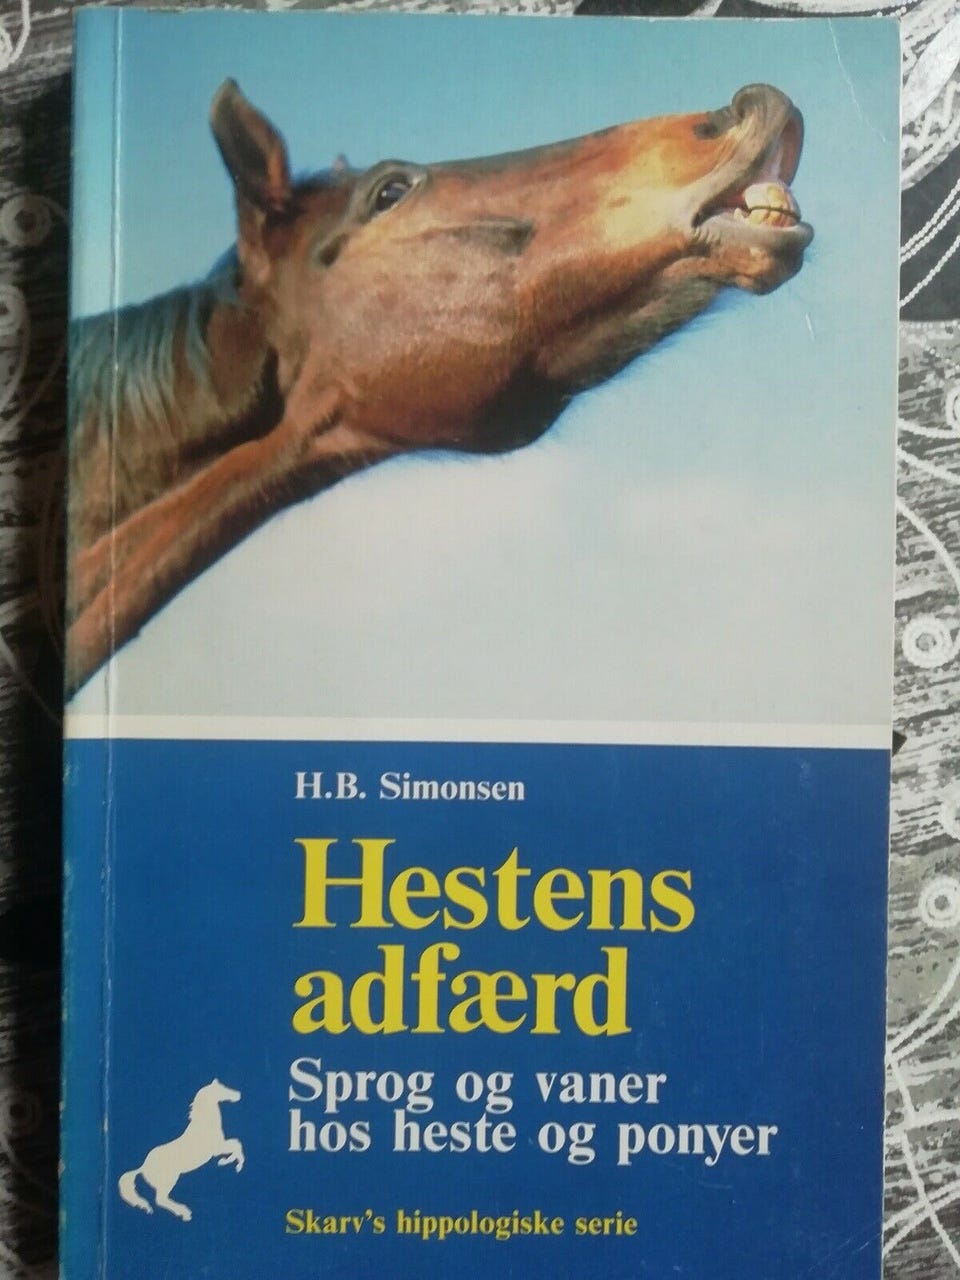 H.B. Simonsen
Hestens
adfærd
Sprog og vaner
hos heste og ponyer
Skarv's hippologiske serie